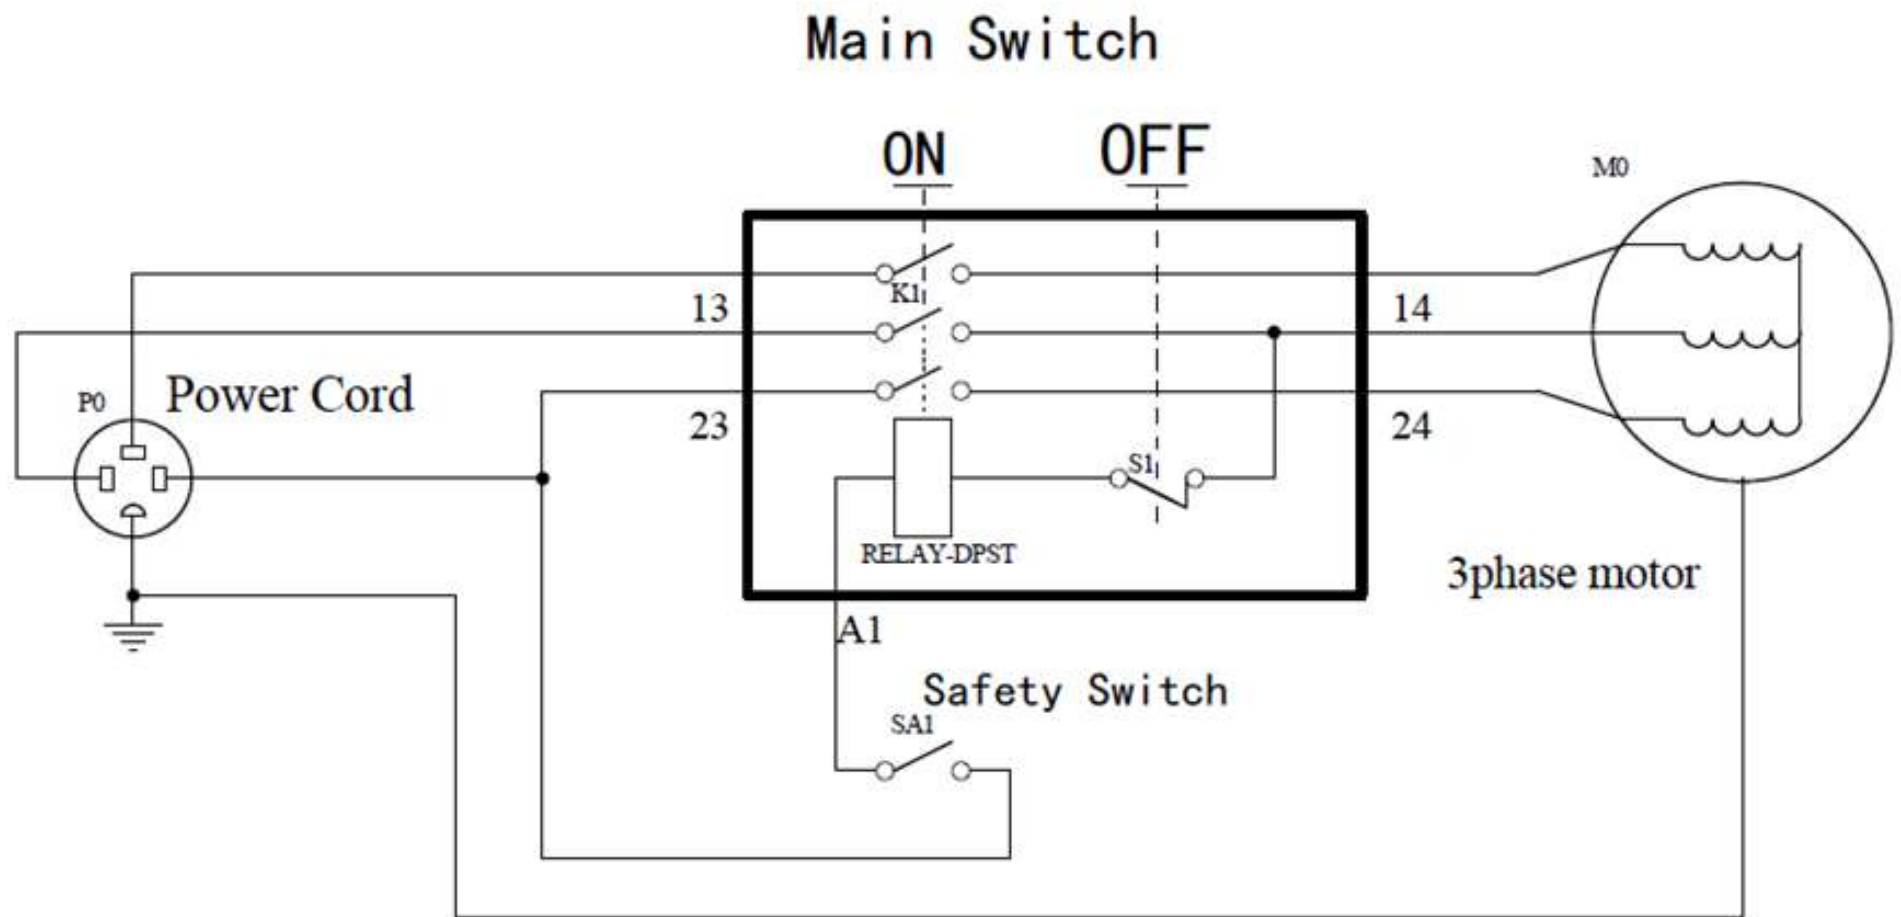 Main Switch
ON
OFF
M0
K1
13
14
P0
Power Cord
23
24
S1
RELAY-DPST
3phase motor
A1
Safety Switch
SA1